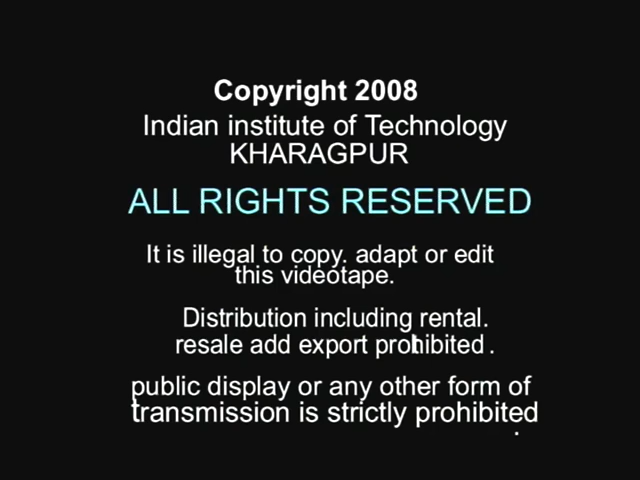 Copyright 2008
Indian institute of Technology
KHARAGPUR
ALL RIGHTS RESERVED
It is illegal to copy. adapt or edit
this videotape.
Distribution including rental.
resale add export prohibited .
public display or any other form of
transmission is strictly prohibited
.